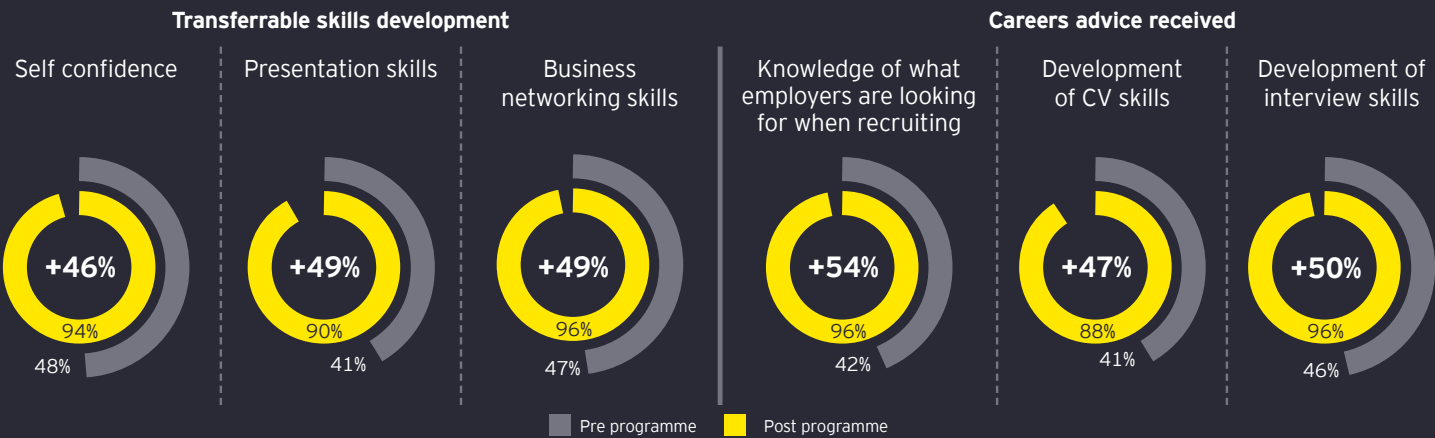 Transferrable skills development
Self confidence
+46%
94%
48%
Presentation skills
+49%
90%
41%
Business
networking skills
+49%
96%
47%
Careers advice received
Knowledge of what
employers are looking
for when recruiting
+54%
96%
42%
Development
of CV skills
+47%
88%
41%
Development of
interview skills
+50%
96%
46%
Pre programme
Post programme